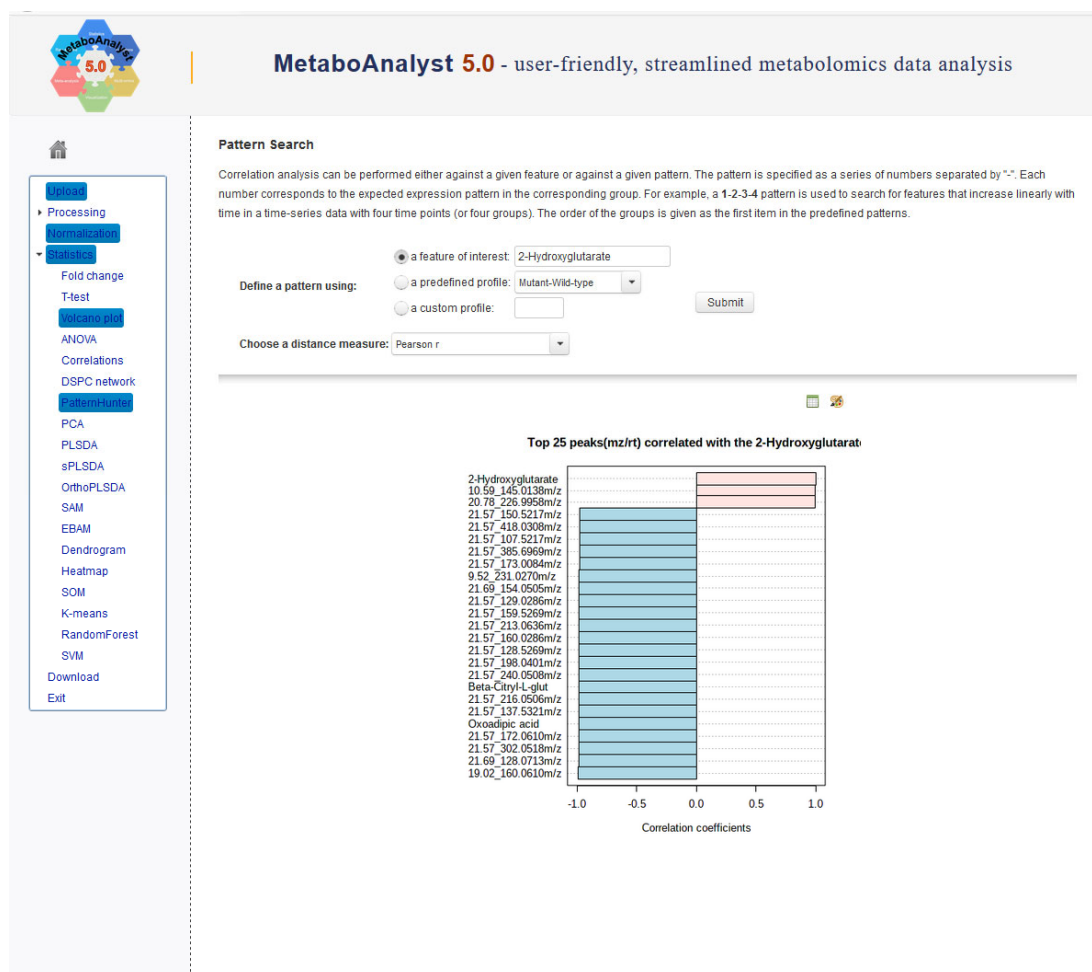 MetaboAnalyst
5.0
MetaboAnalyst 5.0 - user-friendly, streamlined metabolomics data analysis
Upload
Processing
Normalization
Statistics
Fold change
T-test
Volcano plot
ANOVA
Correlations
DSPC network
PatternHunter
PCA
PLSDA
sPLSDA
OrthoPLSDA
SAM
EBAM
Dendrogram
Heatmap
SOM
K-means
RandomForest
SVM
Download
Exit
Pattern Search
Correlation analysis can be performed either against a given feature or against a given pattern. The pattern is specified as a series of numbers separated by "-". Each
number corresponds to the expected expression pattern in the corresponding group. For example, a 1-2-3-4 pattern is used to search for features that increase linearly with
time in a time-series data with four time points (or four groups). The order of the groups is given as the first item in the predefined patterns.
Define a pattern using:
a feature of interest: 2-Hydroxyglutarate
a predefined profile: Mutant-Wild-type
a custom profile:
Submit
Choose a distance measure: Pearson r
Top 25 peaks(mz/rt) correlated with the 2-Hydroxyglutarat
2-Hydroxyglutarate
10.59_145.0138m/z
20.78_226.9958m/z
21.57_150.5217m/z
21.57_418.0308m/z
21.57_107.5217m/z
21.57_385.6969m/z
21.57_173.0084m/z
9.52_231.0270m/z
21.69_154.0505m/z
21.57_129.0286m/z
21.57_159.5269m/z
21.57_213.0636m/z
21.57_160.0286m/z
21.57_128.5269m/z
21.57_198.0401m/z
21.57_240.0508m/z
Beta-Citryl-L-glut
21.57_216.0506m/z
21.57_137.5321m/z
Oxoadipic acid
21.57_172.0610m/z
21.57_302.0518m/z
21.69_128.0713m/z
19.02_160.0610m/z
-1.0 -0.5 0.0 0.5 1.0
Correlation coefficients